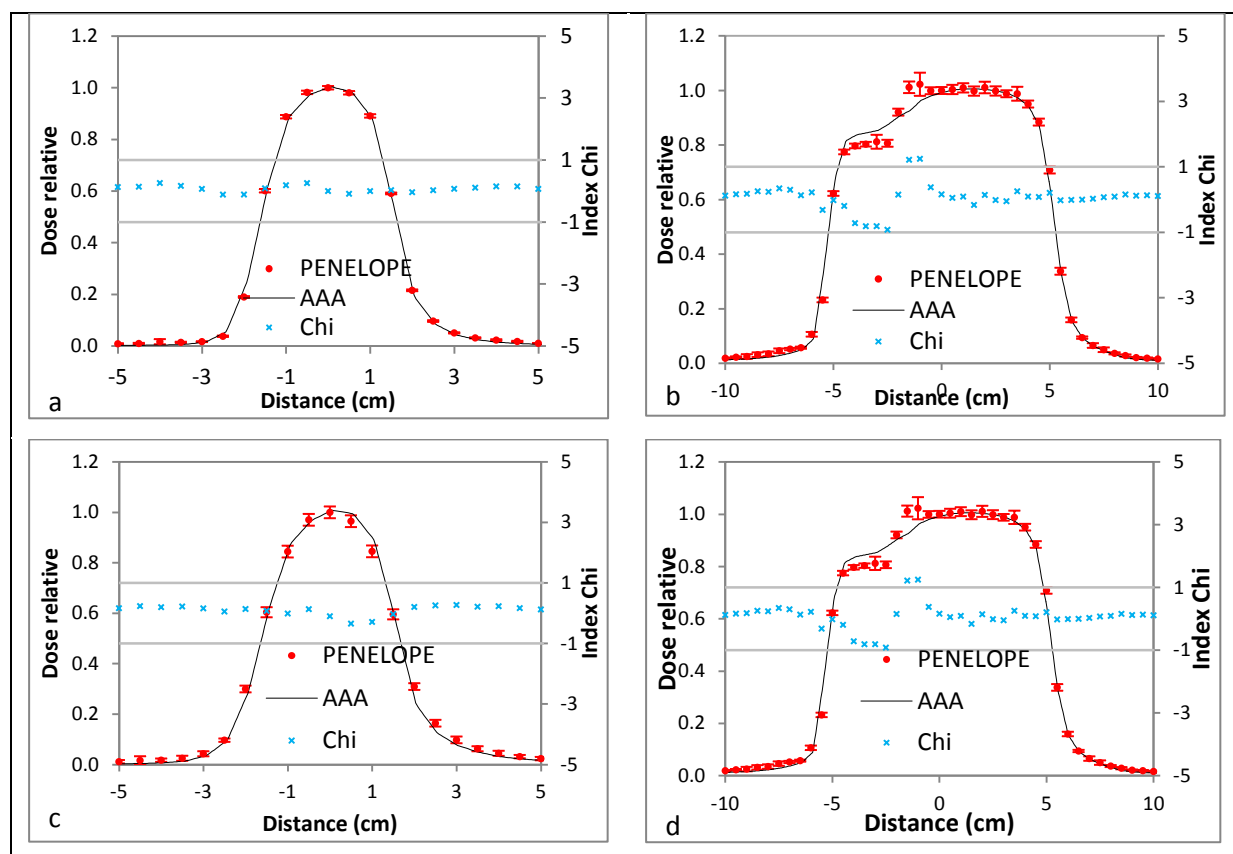 a
1.2
1.0
0.8
0.6
0.4
0.2
0.0
Dose relative
-5 -3 -1 1 3 5
Distance (cm)
5
3
1
-1
-3
-5
Index Chi
PENELOPE
AAA
Chi
b
1.2
1.0
0.8
0.6
0.4
0.2
0.0
Dose relative
-10 -5 0 5 10
Distance (cm)
5
3
1
-1
-3
-5
Index Chi
PENELOPE
AAA
Chi
c
1.2
1.0
0.8
0.6
0.4
0.2
0.0
Dose relative
-5 -3 -1 1 3 5
Distance (cm)
5
3
1
-1
-3
-5
Index Chi
PENELOPE
AAA
Chi
d
1.2
1.0
0.8
0.6
0.4
0.2
0.0
Dose relative
-10 -5 0 5 10
Distance (cm)
5
3
1
-1
-3
-5
Index Chi
PENELOPE
AAA
Chi